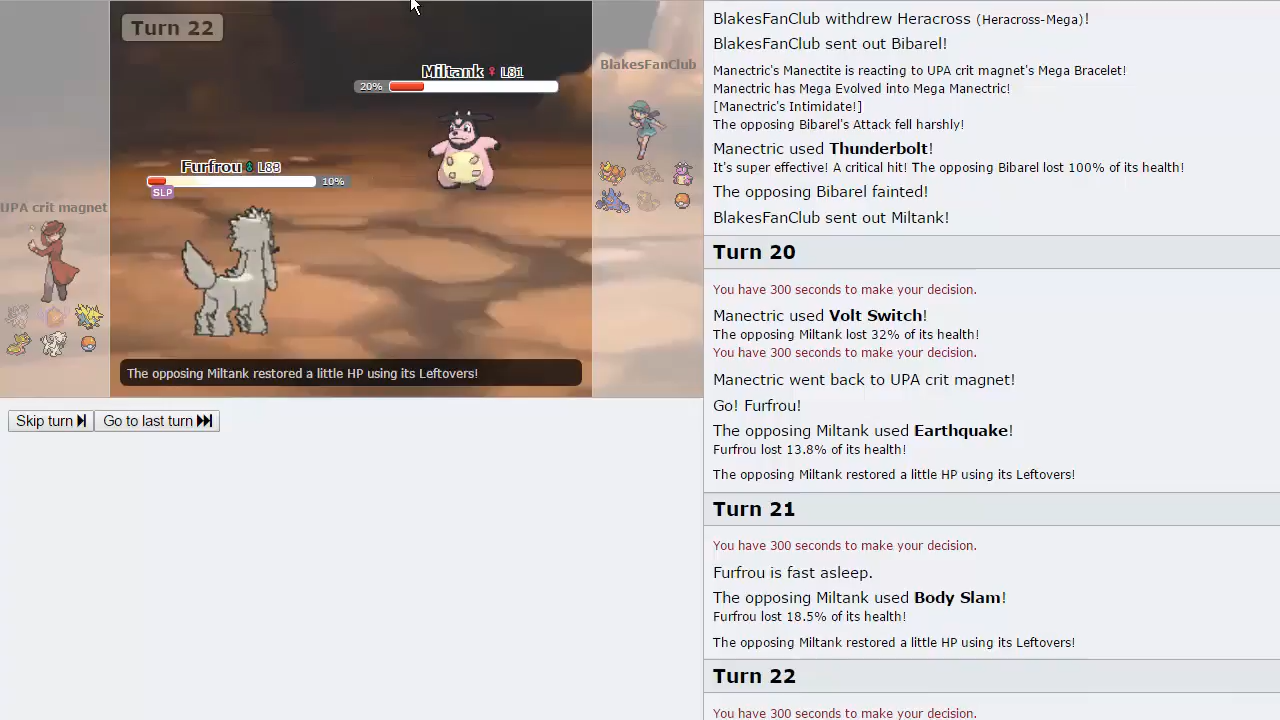 Turn 22
Miltank ♀ L81
20%
BlakesFanClub
Furfrou ♂ L83
10%
SLP
UPA crit magnet
The opposing Miltank restored a little HP using its Leftovers!
Skip turn
Go to last turn
BlakesFanClub withdrew Heracross (Heracross-Mega)!
BlakesFanClub sent out Bibarel!
Manectric's Manectite is reacting to UPA crit magnet's Mega Bracelet!
Manectric has Mega Evolved into Mega Manectric!
[Manectric's Intimidate!]
The opposing Bibarel's Attack fell harshly!
Manectric used Thunderbolt!
It's super effective! A critical hit! The opposing Bibarel lost 100% of its health!
The opposing Bibarel fainted!
BlakesFanClub sent out Miltank!
Turn 20
You have 300 seconds to make your decision.
Manectric used Volt Switch!
The opposing Miltank lost 32% of its health!
You have 300 seconds to make your decision.
Manectric went back to UPA crit magnet!
Go! Furfrou!
The opposing Miltank used Earthquake!
Furfrou lost 13.8% of its health!
The opposing Miltank restored a little HP using its Leftovers!
Turn 21
You have 300 seconds to make your decision.
Furfrou is fast asleep.
The opposing Miltank used Body Slam!
Furfrou lost 18.5% of its health!
The opposing Miltank restored a little HP using its Leftovers!
Turn 22
You have 300 seconds to make your decision.